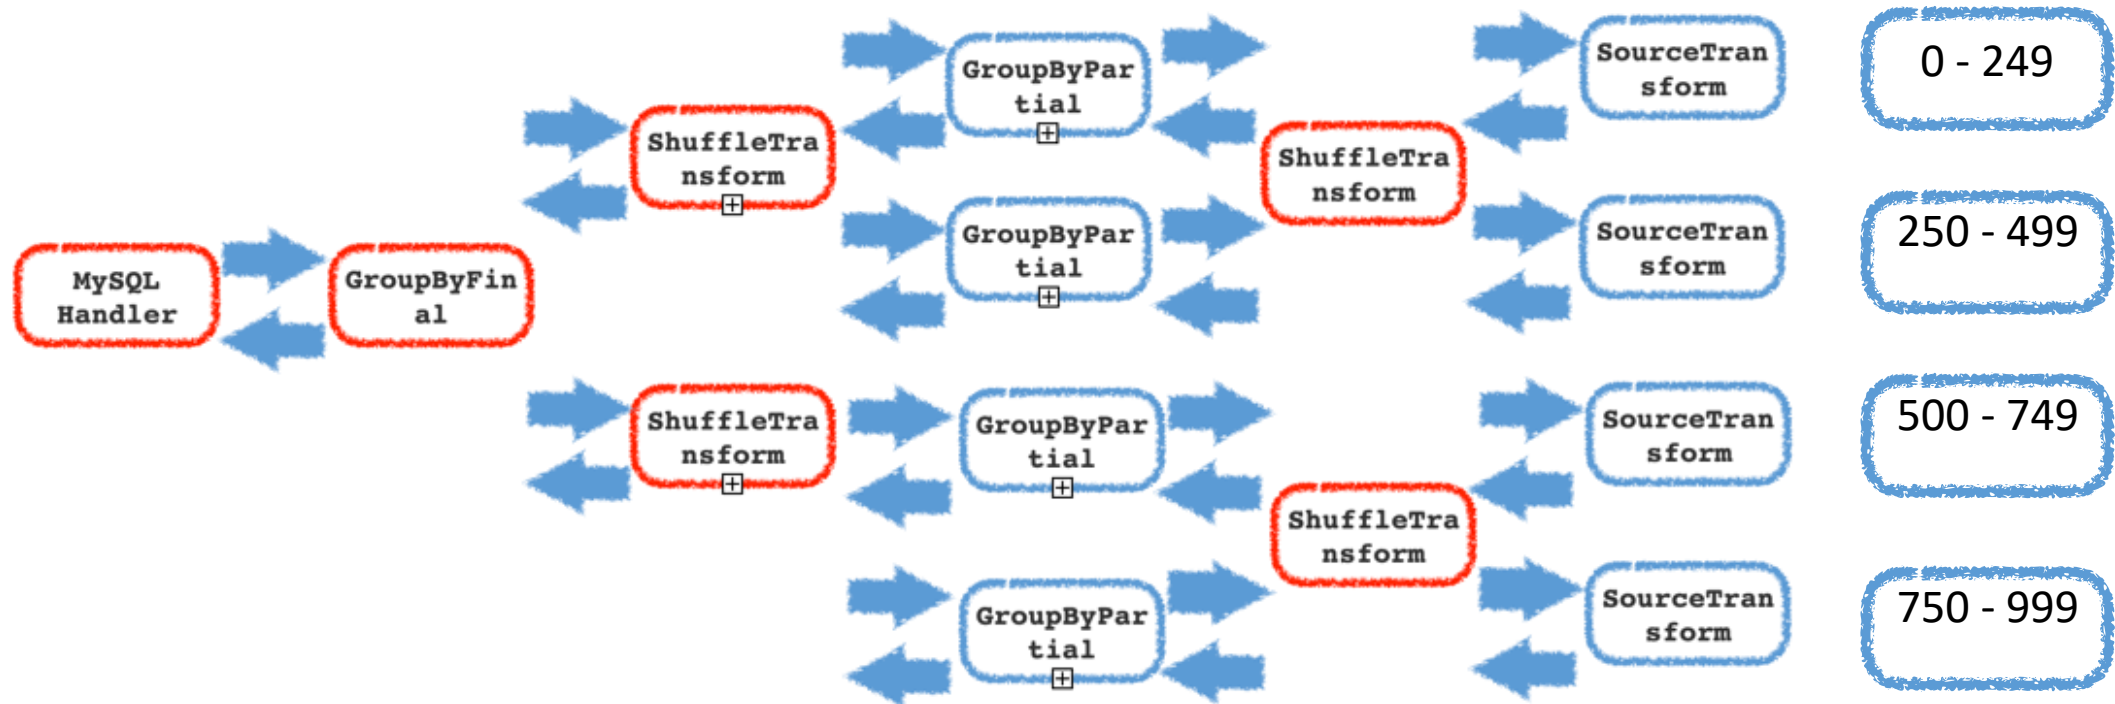 MySQL
Handler
GroupByFin
al
ShuffleTra
nsform
ShuffleTra
nsform
GroupByPar
tial
GroupByPar
tial
GroupByPar
tial
GroupByPar
tial
ShuffleTra
nsform
ShuffleTra
nsform
SourceTran
sform
SourceTran
sform
SourceTran
sform
SourceTran
sform
0 - 249
250 - 499
500 - 749
750 - 999